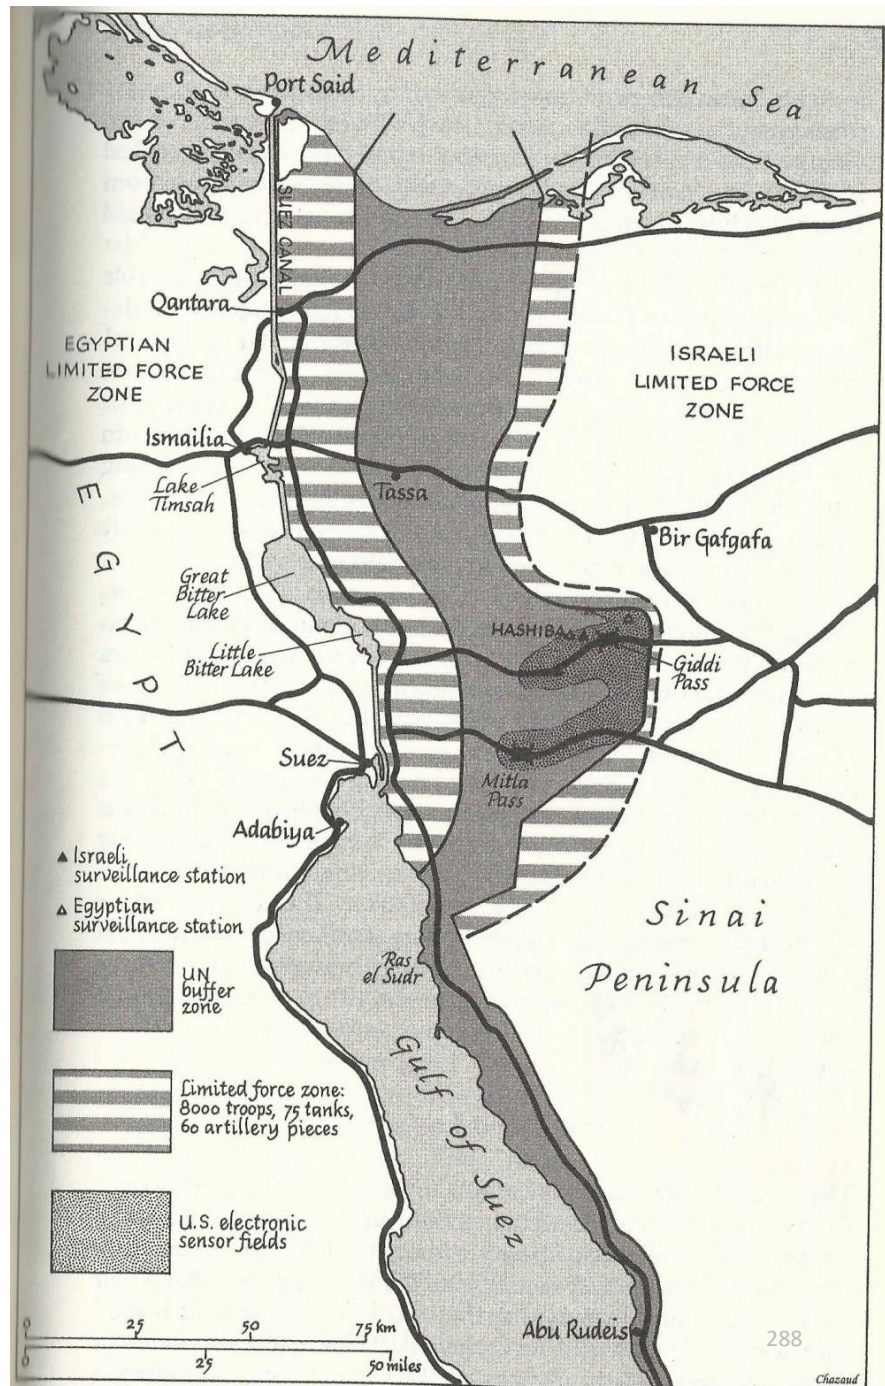 Mediterranean Sea
Port Said
SUEZ CANAL
Qantara
EGYPTIAN
LIMITED FORCE
ZONE
ISRAELI
LIMITED FORCE
ZONE
Ismailia
Lake
Timsah
Tassa
Bir Gafgafa
EGYPT
Great
Bitter
Lake
HASHIBA
Little
Bitter Lake
Giddi
Pass
Suez
Mitla
Pass
Adabiya
Israeli
surveillance station
Egyptian
surveillance station
Sinai
Peninsula
Ras
el Sudr
UN
buffer
zone
Gulf of Suez
Limited force zone:
8000 troops, 75 tanks,
60 artillery pieces
U.S. electronic
sensor fields
Abu Rudeis
0 25 50 75 km
0 25 50 miles
288
Chazaud